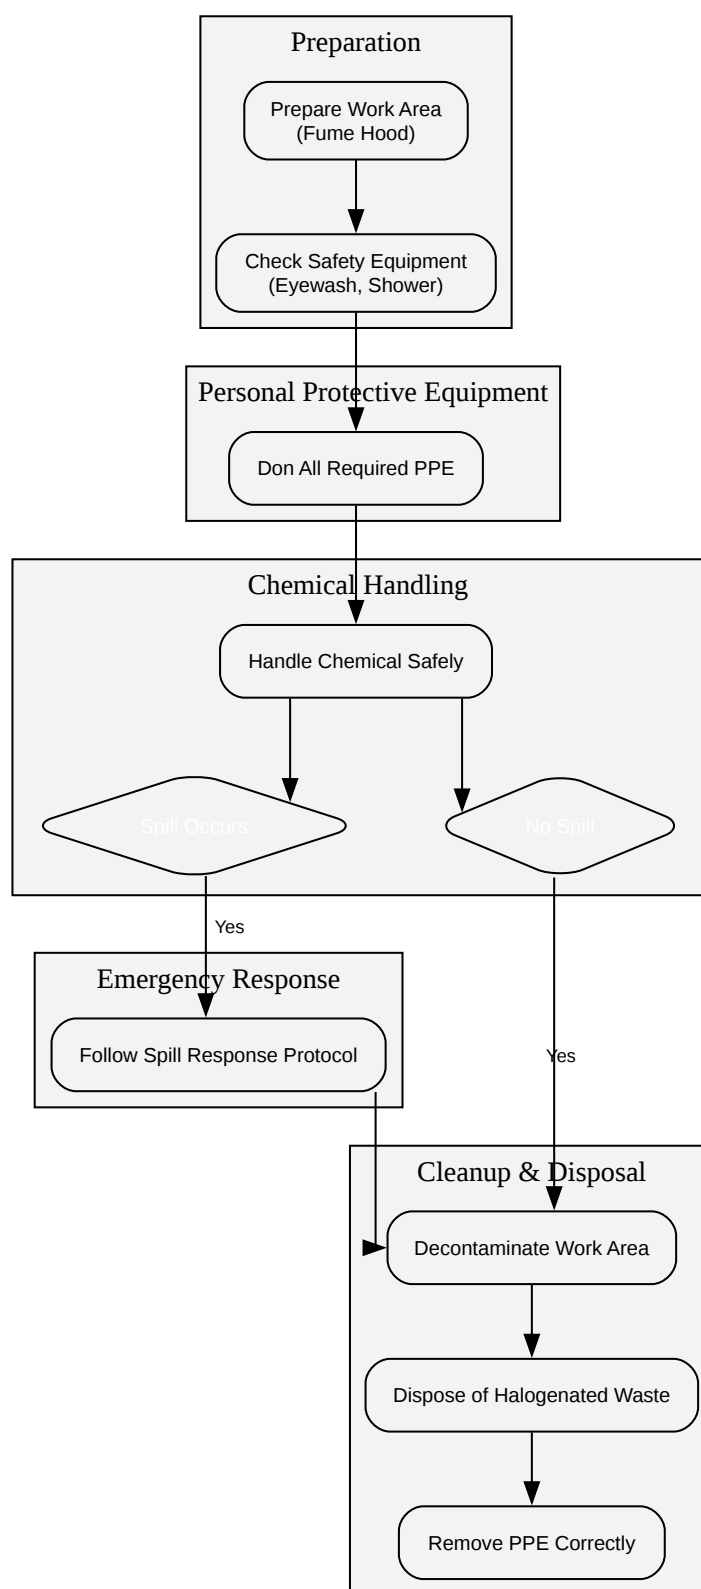 Preparation
Prepare Work Area
(Fume Hood)
Check Safety Equipment
(Eyewash, Shower)
Personal Protective Equipment
Don All Required PPE
Chemical Handling
Handle Chemical Safely
Spill Occurs
No Spill
Yes
Emergency Response
Follow Spill Response Protocol
Yes
Cleanup & Disposal
Decontaminate Work Area
Dispose of Halogenated Waste
Remove PPE Correctly